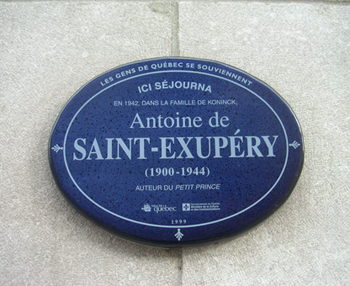 LES GENS DE QUÉBEC SE SOUVIENNENT
ICI SÉJOURNA
EN 1942, DANS LA FAMILLE DE KONINCK,
Antoine de
SAINT-EXUPÉRY
(1900-1944)
AUTEUR DU PETIT PRINCE
québec
1999